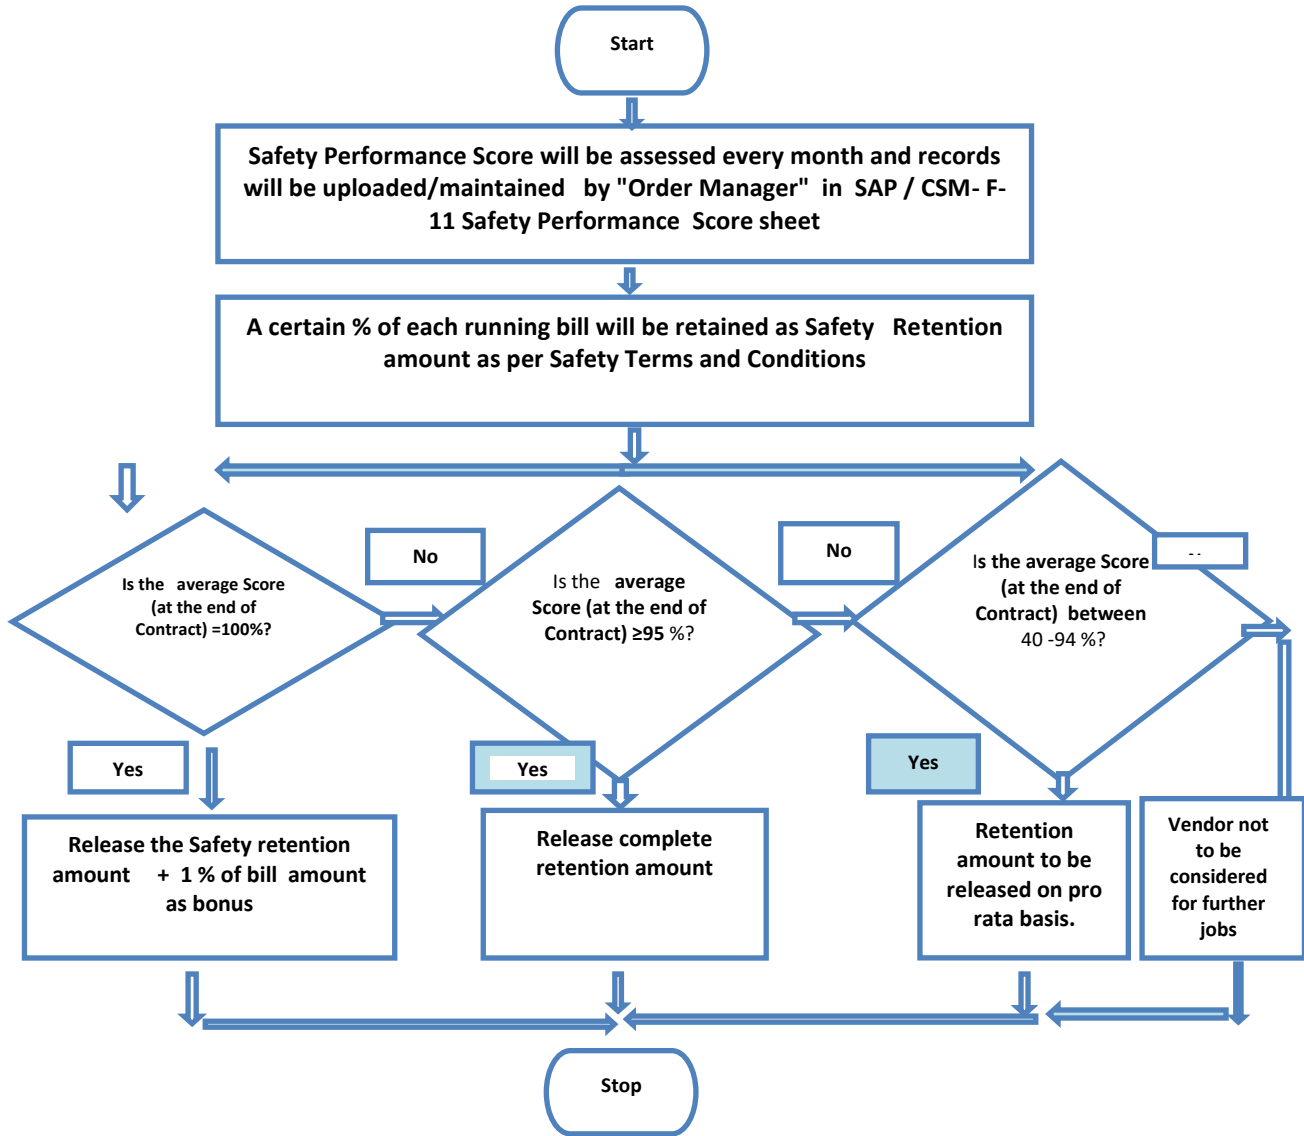 Start
Safety Performance Score will be assessed every month and records
will be uploaded/maintained by "Order Manager" in SAP / CSM- F-
11 Safety Performance Score sheet
A certain % of each running bill will be retained as Safety Retention
amount as per Safety Terms and Conditions
Is the average Score
(at the end of
Contract) =100%?
No
Is the average
Score (at the end of
Contract) ≥95 %?
No
Is the average Score
(at the end of
Contract) between
40 -94 %?
Yes
Yes
Yes
Release the Safety retention
amount + 1 % of bill amount
as bonus
Release complete
retention amount
Retention
amount to be
released on pro
rata basis.
Vendor not
to be
considered
for further
jobs
Stop